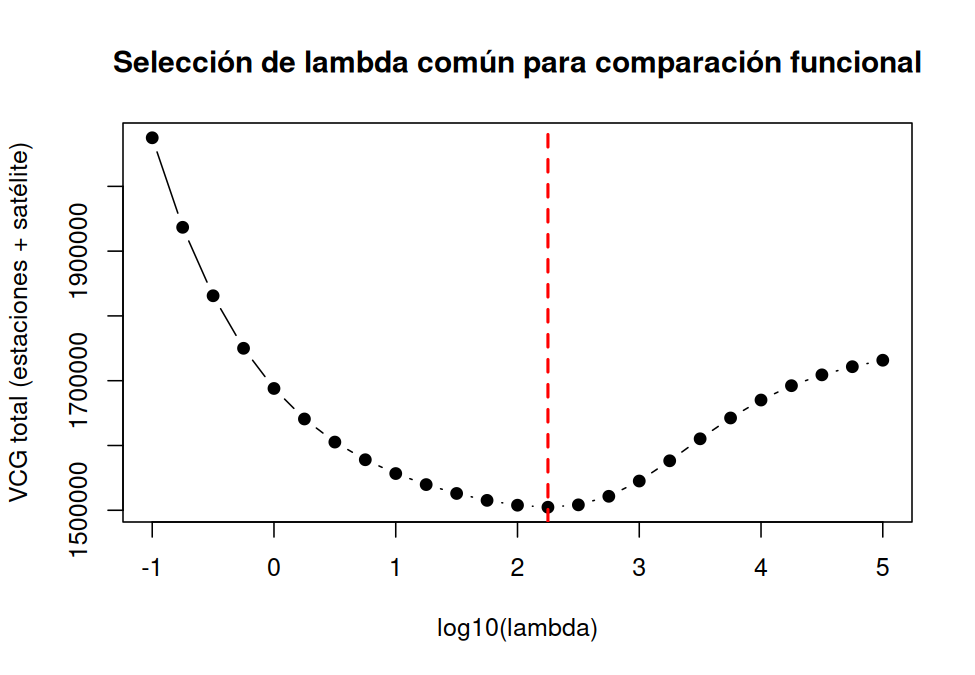 Selección de lambda común para comparación funcional
VCG total (estaciones + satélite)
1900000
1700000
1500000
-1 0 1 2 3 4 5
log10(lambda)